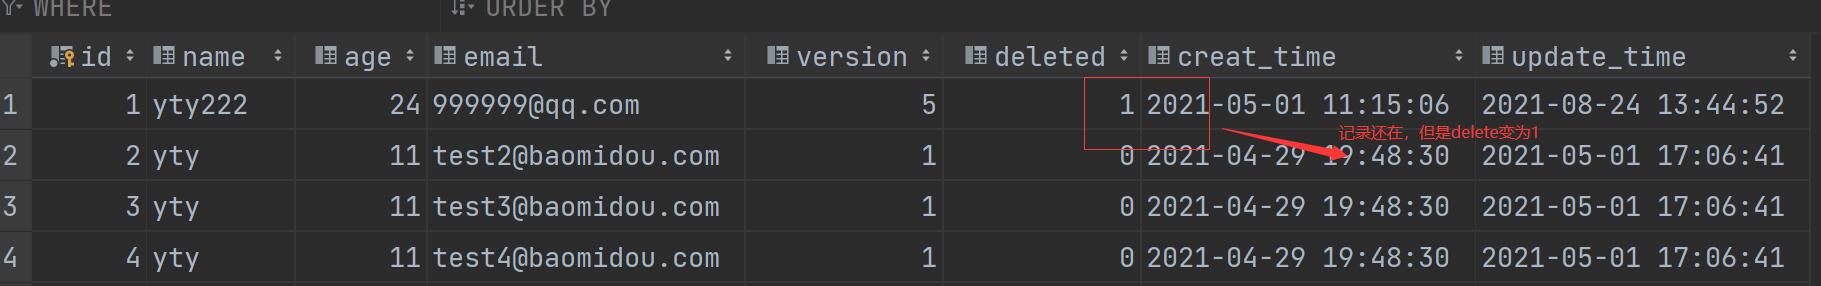 WHERE ORDER BY
id name age email version deleted creat_time update_time
1 1 yty222 24 999999@qq.com 5 1 2021-05-01 11:15:06 2021-08-24 13:44:52
记录还在，但是delete变为1
2 2 yty 11 test2@baomidou.com 1 0 2021-04-29 19:48:30 2021-05-01 17:06:41
3 3 yty 11 test3@baomidou.com 1 0 2021-04-29 19:48:30 2021-05-01 17:06:41
4 4 yty 11 test4@baomidou.com 1 0 2021-04-29 19:48:30 2021-05-01 17:06:41